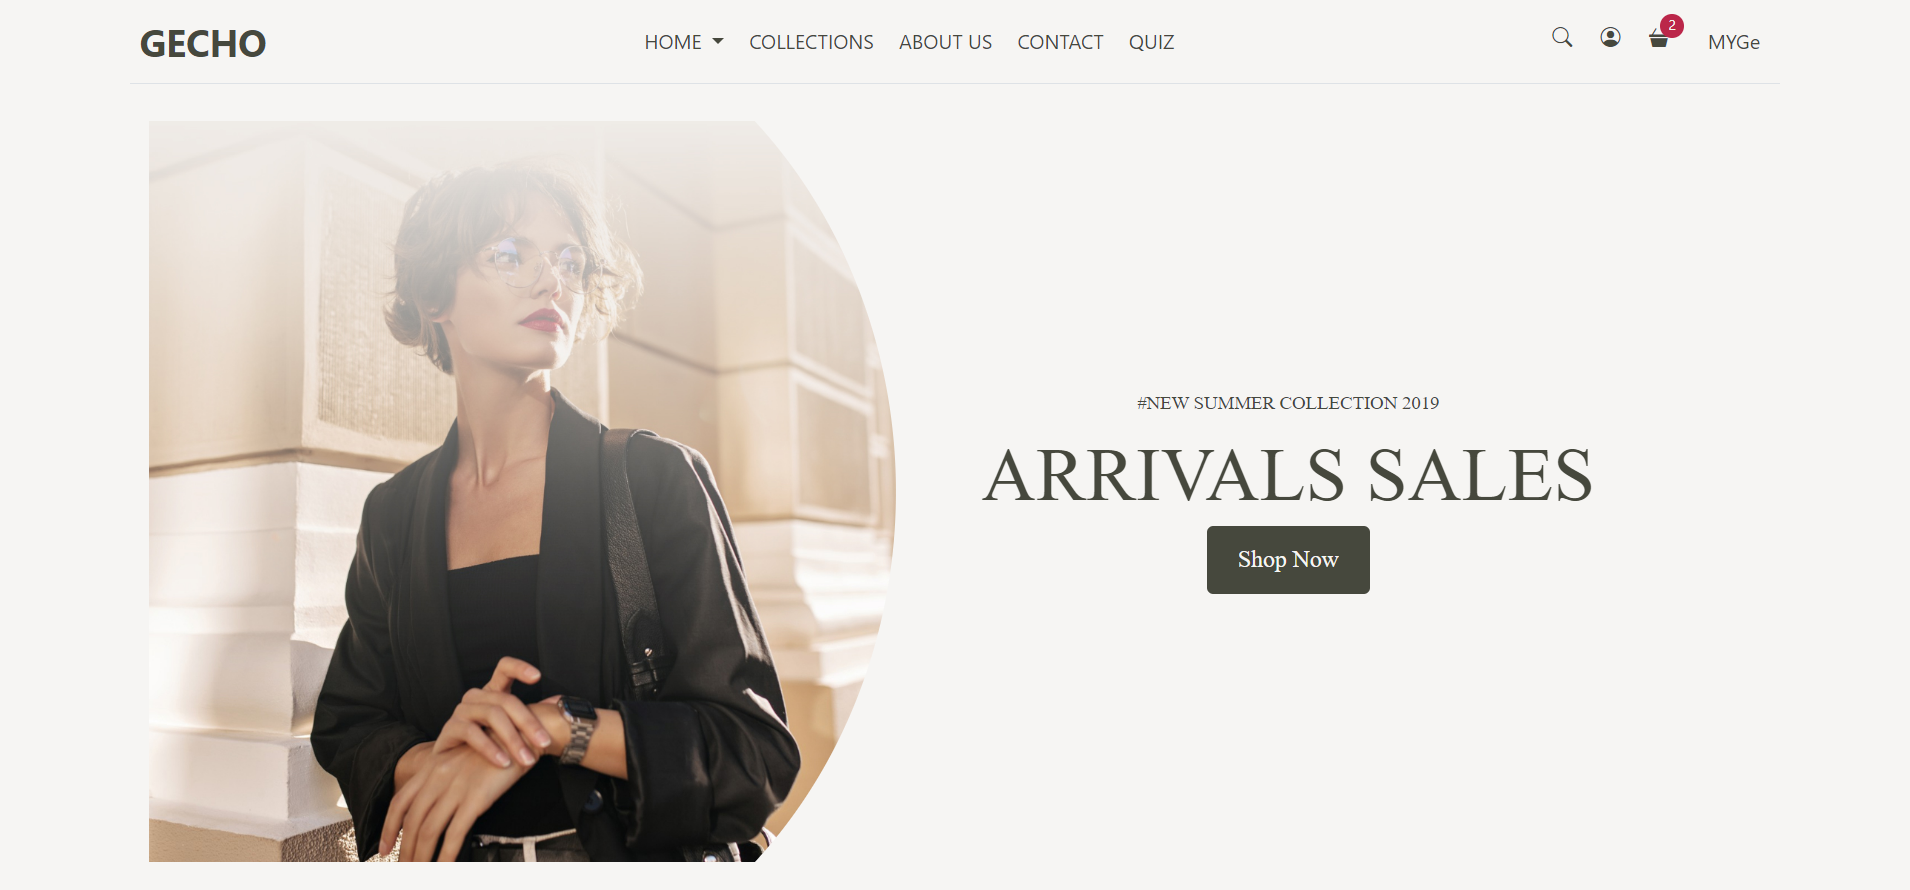 GECHO
HOME
COLLECTIONS
ABOUT US
CONTACT
QUIZ
2
MYGe
#NEW SUMMER COLLECTION 2019
ARRIVALS SALES
Shop Now